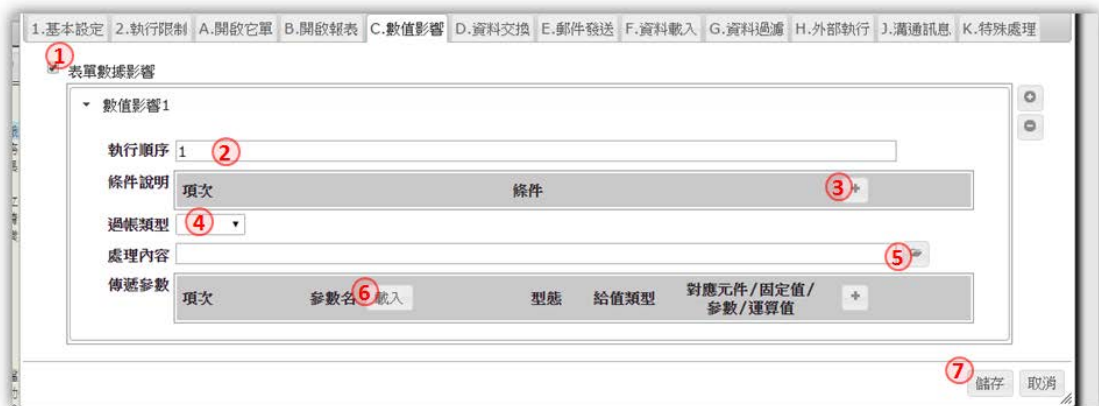 1.基本設定 2.執行限制 A.開啟它單 B.開啟報表 C.數值影響 D.資料交換 E.郵件發送 F.資料載入 G.資料過濾 H.外部執行 J.溝通訊息 K.特殊處理
1
表單數據影響
數值影響1
執行順序 1 2
條件說明 項次 條件 3 +
過帳類型 4
處理內容 5
傳遞參數 項次 參數名 6 載入 型態 給值類型 對應元件/固定值/
參數/運算值 +
7 儲存 取消